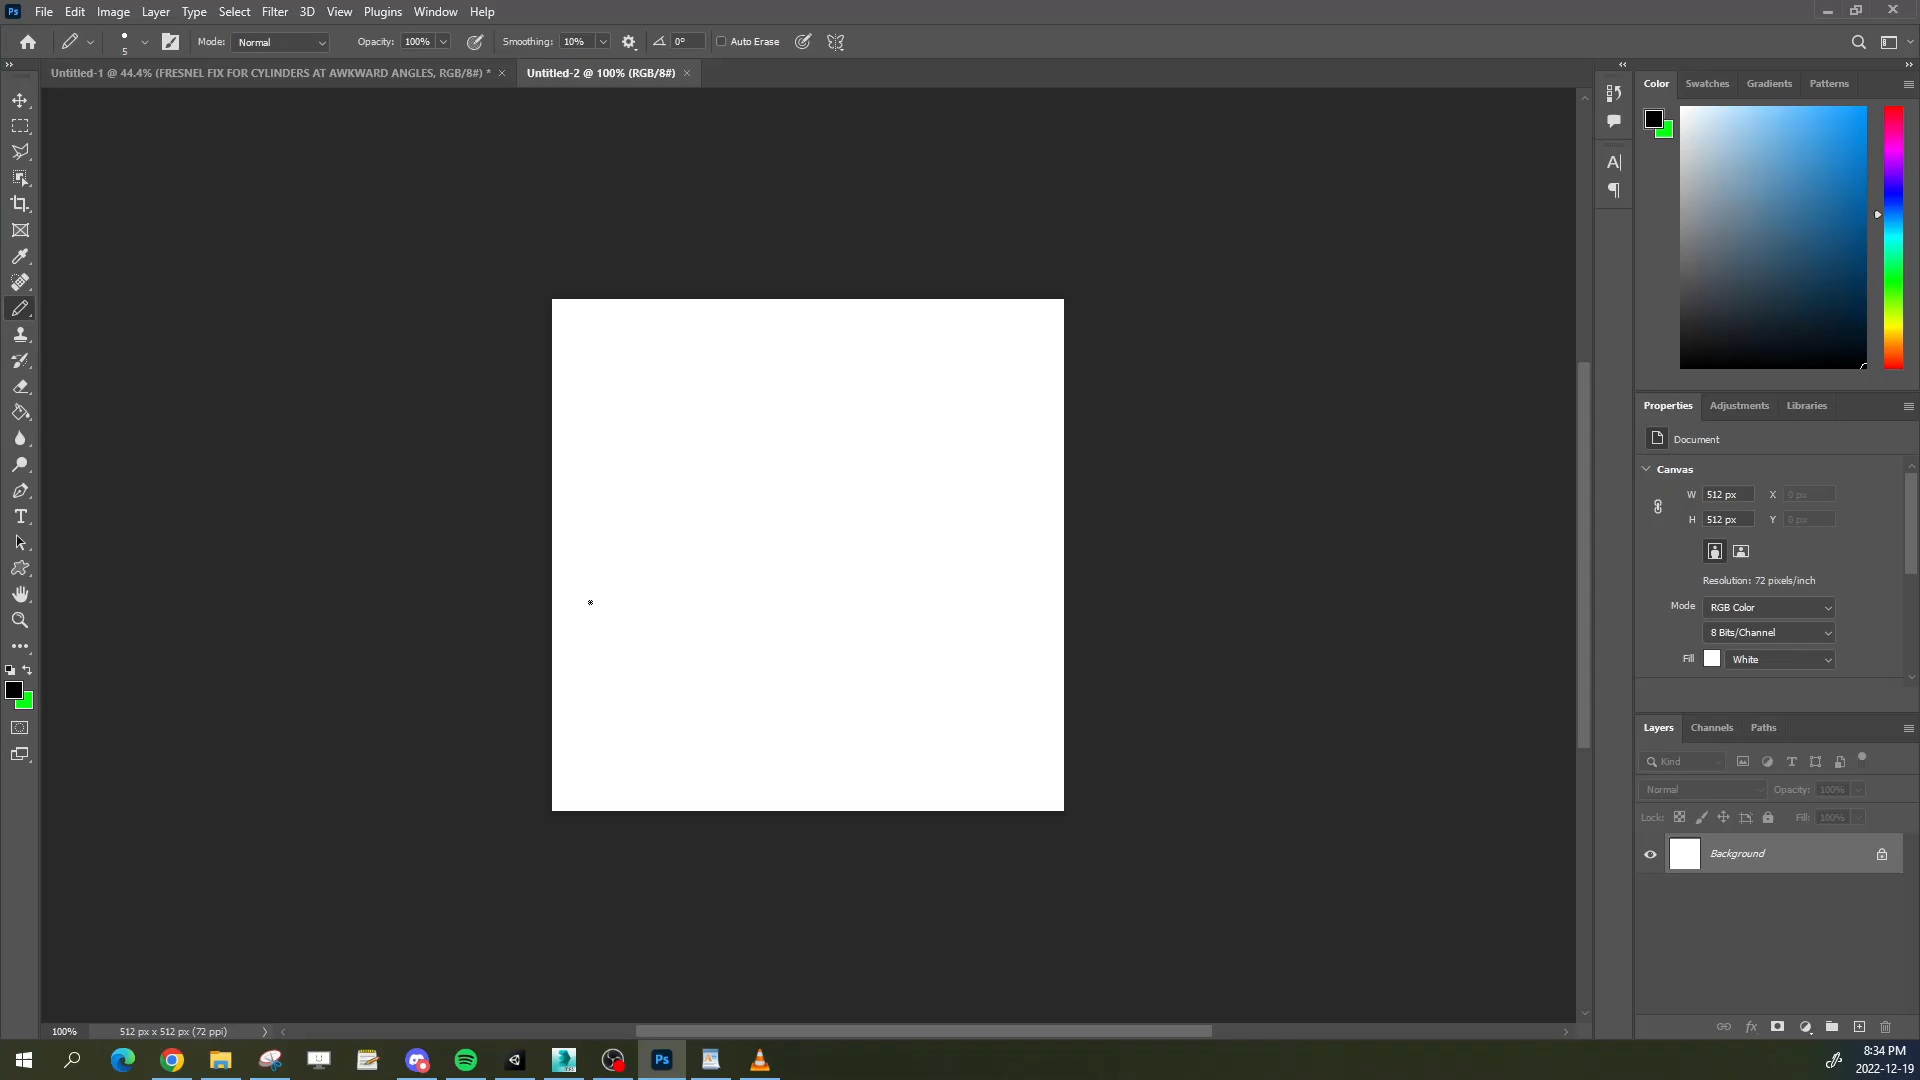 Ps File Edit Image Layer Type Select Filter 3D View Plugins Window Help
5 Mode: Normal Opacity: 100% Smoothing: 10% 0° Auto Erase
Untitled-1 @ 44.4% (FRESNEL FIX FOR CYLINDERS AT AWKWARD ANGLES, RGB/8#) * Untitled-2 @ 100% (RGB/8#)
Color Swatches Gradients Patterns
Properties Adjustments Libraries
Document
Canvas
W 512 px X 0 px
H 512 px Y 0 px
Resolution: 72 pixels/inch
Mode RGB Color
8 Bits/Channel
Fill White
Layers Channels Paths
Kind
Normal Opacity: 100%
Lock: Fill: 100%
Background
100% 512 px x 512 px (72 ppi)
Ps
8:34 PM
2022-12-19